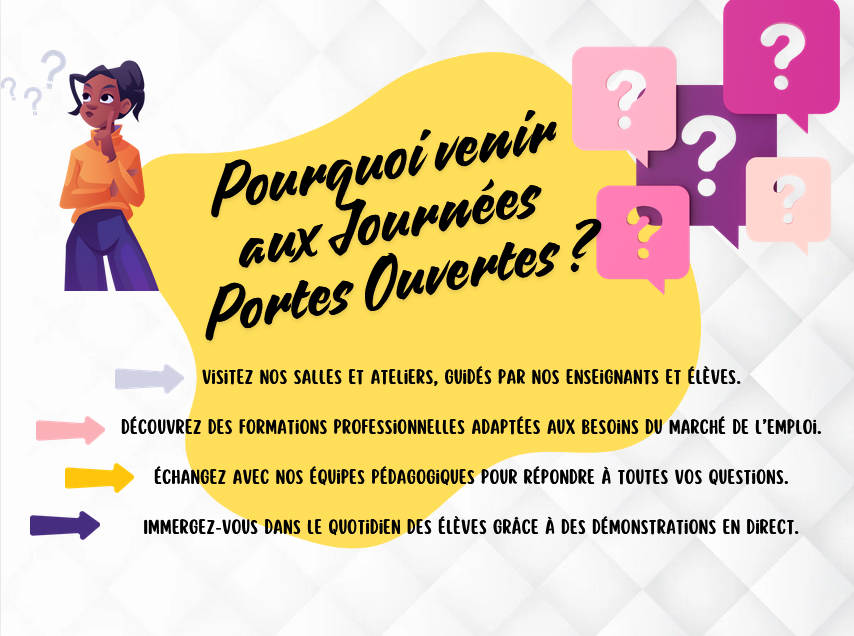 Pourquoi venir
aux Journées
Portes Ouvertes ?
VISITEZ NOS SALLES ET ATELIERS, GUIDÉS PAR NOS ENSEIGNANTS ET ÉLÈVES.
DÉCOUVREZ DES FORMATIONS PROFESSIONNELLES ADAPTÉES AUX BESOINS DU MARCHÉ DE L'EMPLOI.
ÉCHANGEZ AVEC NOS ÉQUIPES PÉDAGOGIQUES POUR RÉPONDRE À TOUTES VOS QUESTIONS.
IMMERGEZ-VOUS DANS LE QUOTIDIEN DES ÉLÈVES GRÂCE À DES DÉMONSTRATIONS EN DIRECT.